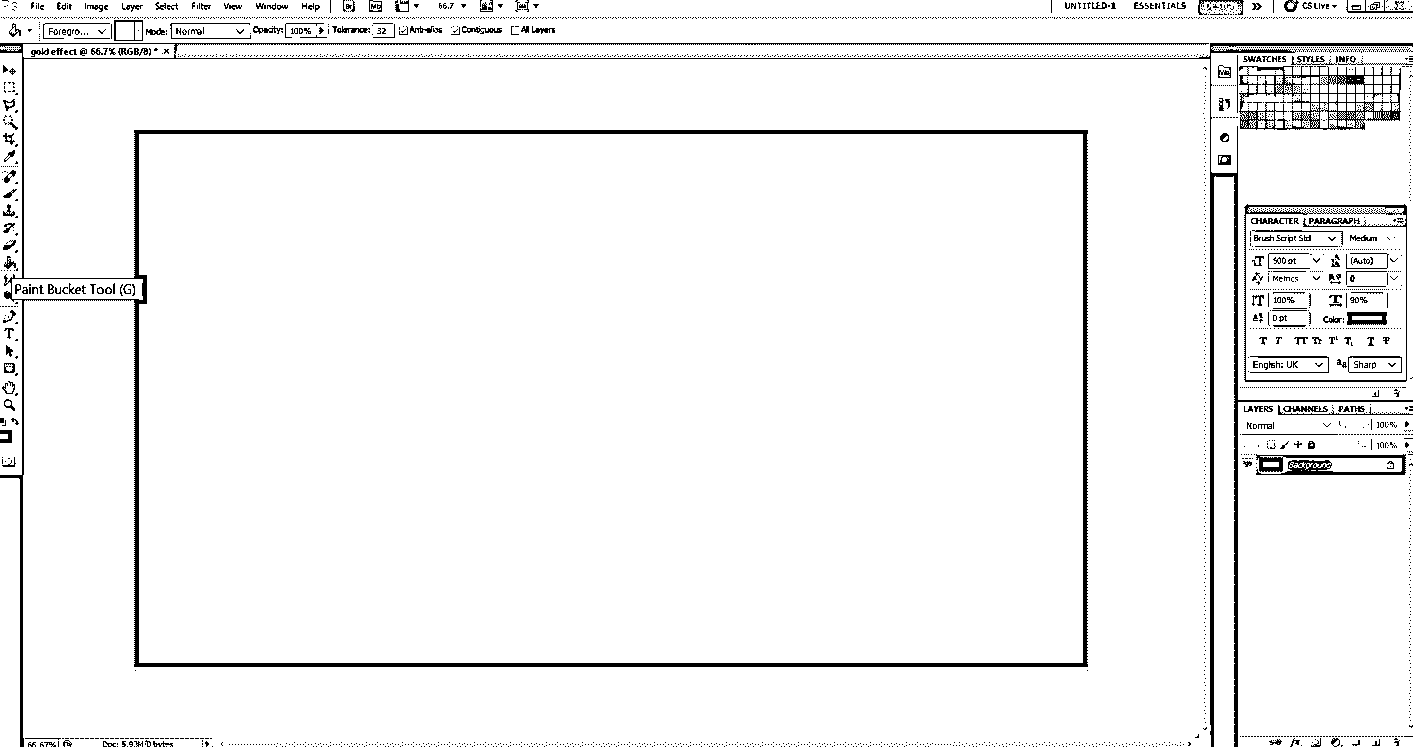 File Edit Image Layer Select Filter View Window Help Br Mb 66.7 UNTITLED-1 ESSENTIALS CS Live
Foregro... Mode: Normal Opacity: 100% Tolerance: 32 Anti-alias Contiguous All Layers
gold effect @ 66.7% (RGB/8) * ×
SWATCHES STYLES INFO
Paint Bucket Tool (G)
CHARACTER PARAGRAPH
Brush Script Std Medium
500 pt (Auto)
Metrics 0
100% 90%
0 pt Color:
T T TT Tr T¹ T₁ T T
English: UK aa Sharp
LAYERS CHANNELS PATHS
Normal 100%
100%
Background
66.67% Doc: 5.93M/0 bytes